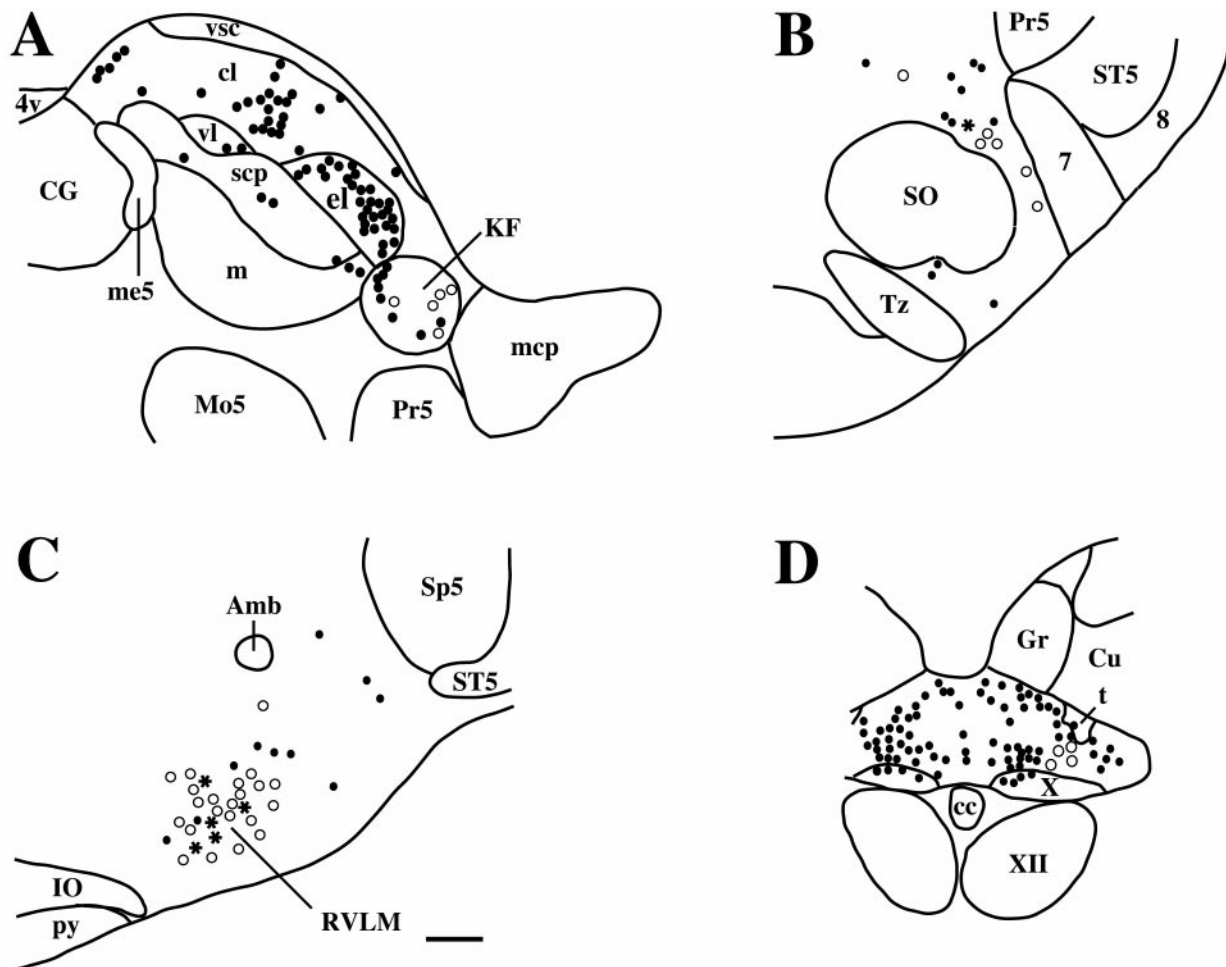 A
vsc
cl
4v
vl
scp
CG
el
KF
me5
m
mcp
Mo5
Pr5
B
Pr5
ST5
8
*
7
SO
Tz
C
Sp5
Amb
ST5
*
*
*
*
*
IO
py
RVLM
D
Gr
Cu
t
X
cc
XII